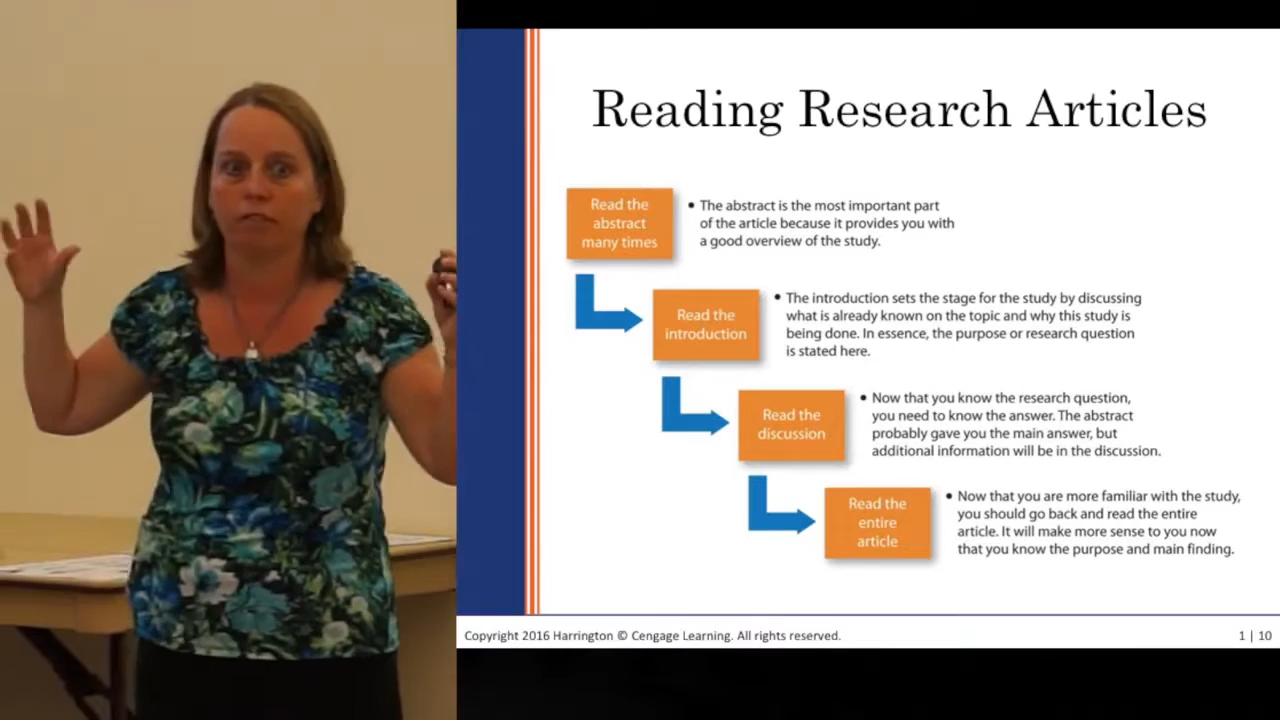 Reading Research Articles
Read the
abstract
many times
• The abstract is the most important part
of the article because it provides you with
a good overview of the study.
Read the
introduction
• The introduction sets the stage for the study by discussing
what is already known on the topic and why this study is
being done. In essence, the purpose or research question
is stated here.
Read the
discussion
• Now that you know the research question,
you need to know the answer. The abstract
probably gave you the main answer, but
additional information will be in the discussion.
Read the
entire
article
• Now that you are more familiar with the study,
you should go back and read the entire
article. It will make more sense to you now
that you know the purpose and main finding.
Copyright 2016 Harrington © Cengage Learning. All rights reserved.
1 | 10